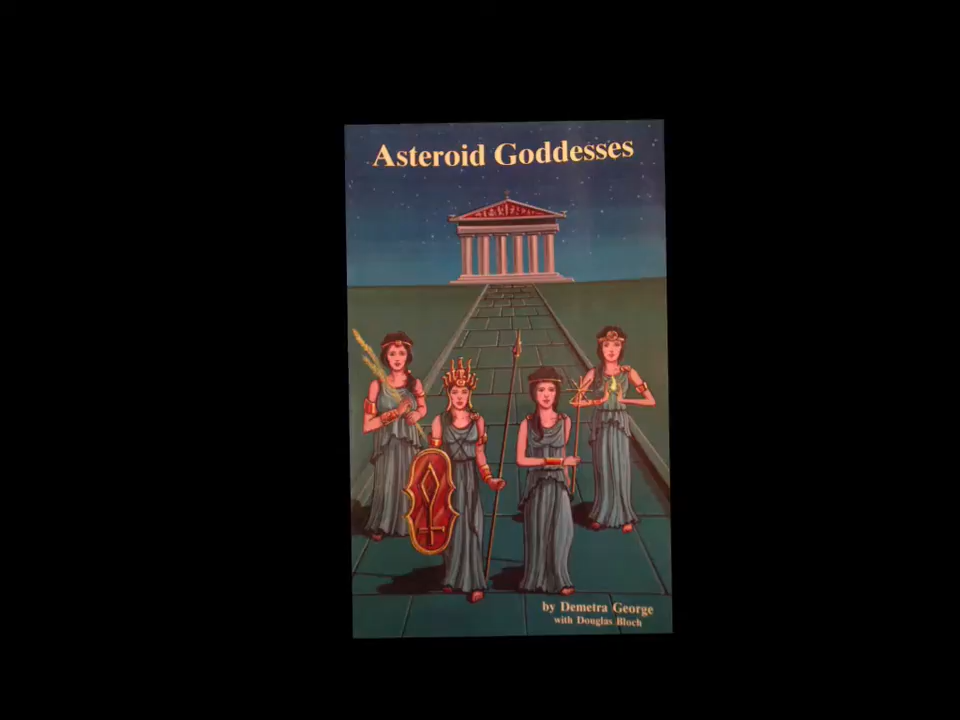 Asteroid Goddesses
by Demetra George
with Douglas Bloch